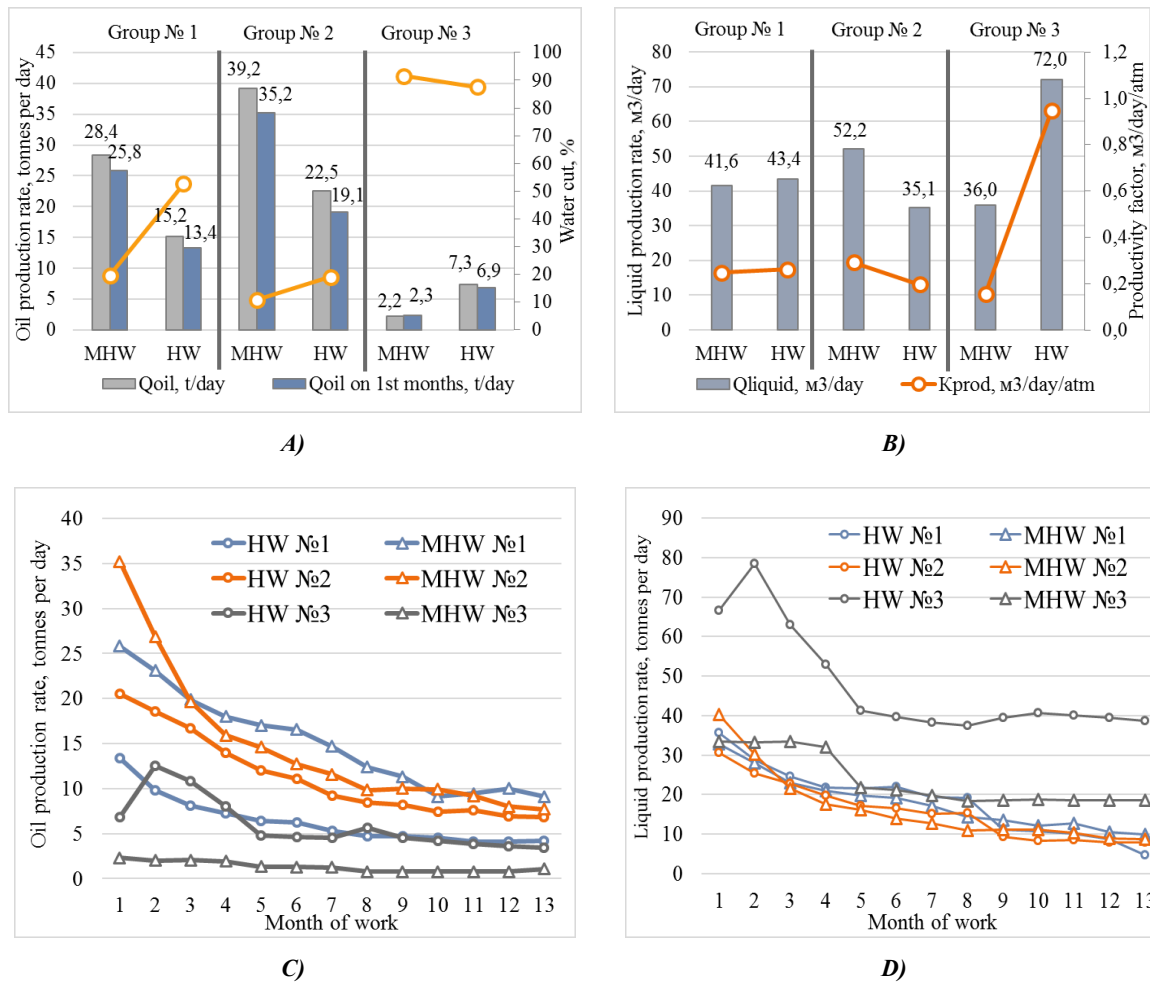 Group № 1 Group № 2 Group № 3
Oil production rate, tonnes per day
45
40
35
30
25
20
15
10
5
0
28,4
25,8
15,2
13,4
39,2
35,2
22,5
19,1
2,2
2,3
7,3
6,9
100
90
80
70
60
50
40
30
20
10
0
Water cut, %
MHW HW MHW HW MHW HW
Qoil, t/day Qoil on 1st months, t/day
A)
Group № 1 Group № 2 Group № 3
Liquid production rate, м3/day
80
70
60
50
40
30
20
10
0
41,6
43,4
52,2
35,1
36,0
72,0
1,2
1,0
0,8
0,6
0,4
0,2
0,0
Productivity factor, м3/day/atm
MHW HW MHW HW MHW HW
Qliquid, м3/day Kprod, м3/day/atm
B)
Oil production rate, tonnes per day
40
35
30
25
20
15
10
5
0
HW №1 MHW №1
HW №2 MHW №2
HW №3 MHW №3
1 2 3 4 5 6 7 8 9 10 11 12 13
Month of work
C)
Liquid production rate, tonnes per day
90
80
70
60
50
40
30
20
10
0
HW №1 MHW №1
HW №2 MHW №2
HW №3 MHW №3
1 2 3 4 5 6 7 8 9 10 11 12 13
Month of work
D)